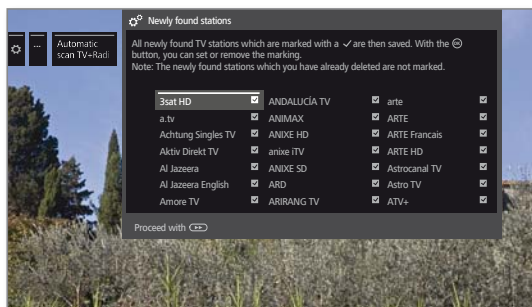 Newly found stations
...
Automatic
scan TV+Radi
All newly found TV stations which are marked with a ✓ are then saved. With the OK
button, you can set or remove the marking.
Note: The newly found stations which you have already deleted are not marked.
3sat HD ANDALUCÍA TV arte
a.tv ANIMAX ARTE
Achtung Singles TV ANIXE HD ARTE Francais
Aktiv Direkt TV anixe iTV ARTE HD
Al Jazeera ANIXE SD Astrocanal TV
Al Jazeera English ARD Astro TV
Amore TV ARIRANG TV ATV+
Proceed with